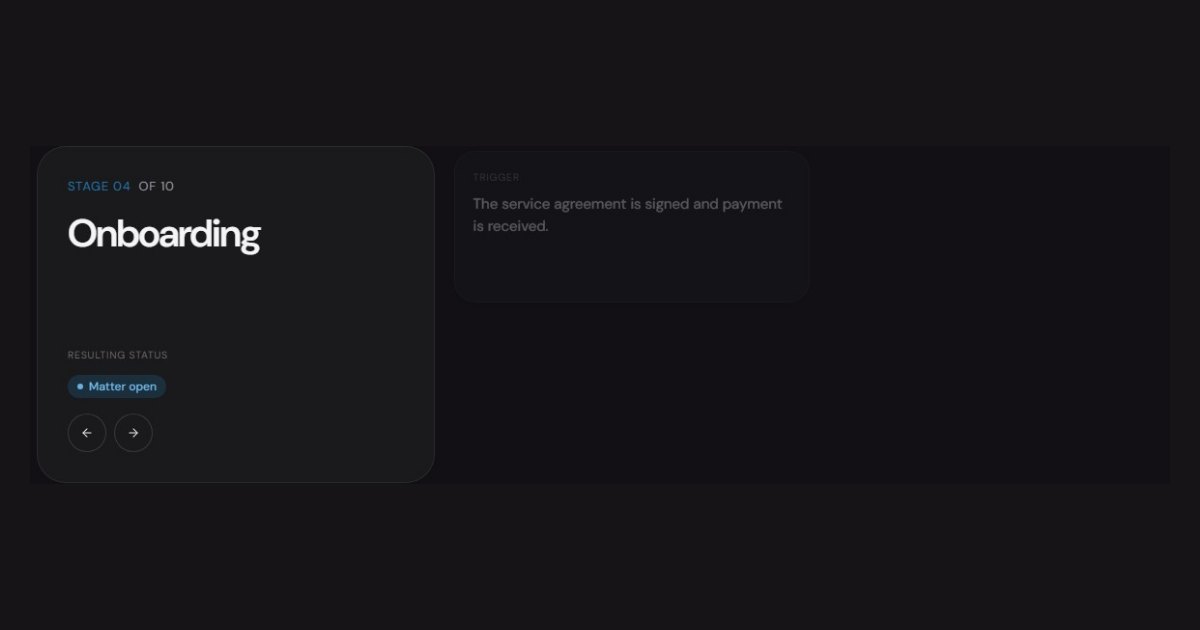 STAGE 04 OF 10
Onboarding
RESULTING STATUS
Matter open
TRIGGER
The service agreement is signed and payment
is received.